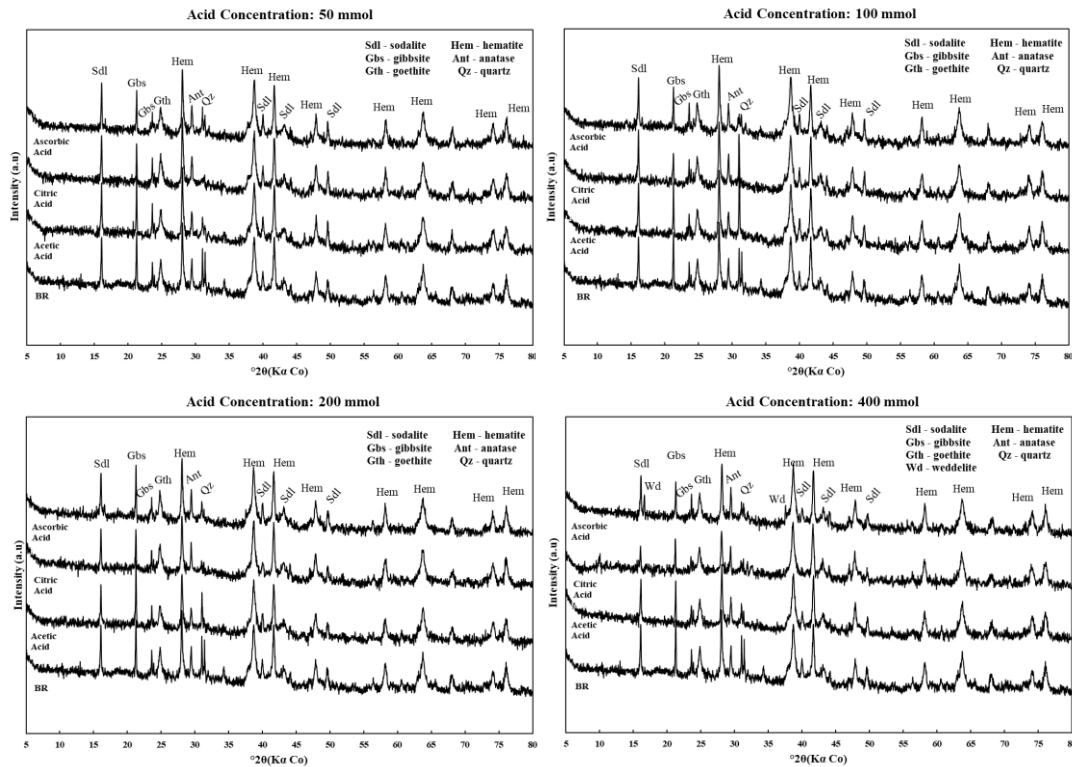 Acid Concentration: 50 mmol
Sdl - sodalite Hem - hematite
Gbs - gibbsite Ant - anatase
Gth - goethite Qz - quartz
Sdl Gbs Gbs Gth Hem Ant Qz Hem Sdl Hem Sdl Hem Sdl Hem Hem Hem Hem
Intensity (a.u)
Ascorbic
Acid
Citric
Acid
Acetic
Acid
BR
5 10 15 20 25 30 35 40 45 50 55 60 65 70 75 80
°2θ(Kα Co)
Acid Concentration: 100 mmol
Sdl - sodalite Hem - hematite
Gbs - gibbsite Ant - anatase
Gth - goethite Qz - quartz
Sdl Gbs Gbs Gth Hem Ant Qz Hem Sdl Hem Sdl Hem Sdl Hem Hem Hem Hem
Intensity (a.u)
Ascorbic
Acid
Citric
Acid
Acetic
Acid
BR
5 10 15 20 25 30 35 40 45 50 55 60 65 70 75 80
°2θ(Kα Co)
Acid Concentration: 200 mmol
Sdl - sodalite Hem - hematite
Gbs - gibbsite Ant - anatase
Gth - goethite Qz - quartz
Sdl Gbs Gbs Gth Hem Ant Qz Hem Sdl Hem Sdl Hem Sdl Hem Hem Hem Hem
Intensity (a.u)
Ascorbic
Acid
Citric
Acid
Acetic
Acid
BR
5 10 15 20 25 30 35 40 45 50 55 60 65 70 75 80
°2θ(Kα Co)
Acid Concentration: 400 mmol
Sdl - sodalite Hem - hematite
Gbs - gibbsite Ant - anatase
Gth - goethite Qz - quartz
Wd - weddelite
Sdl Wd Gbs Gbs Gth Hem Ant Qz Wd Hem Sdl Hem Sdl Hem Sdl Hem Hem Hem Hem
Intensity (a.u)
Ascorbic
Acid
Citric
Acid
Acetic
Acid
BR
5 10 15 20 25 30 35 40 45 50 55 60 65 70 75 80
°2θ(Kα Co)